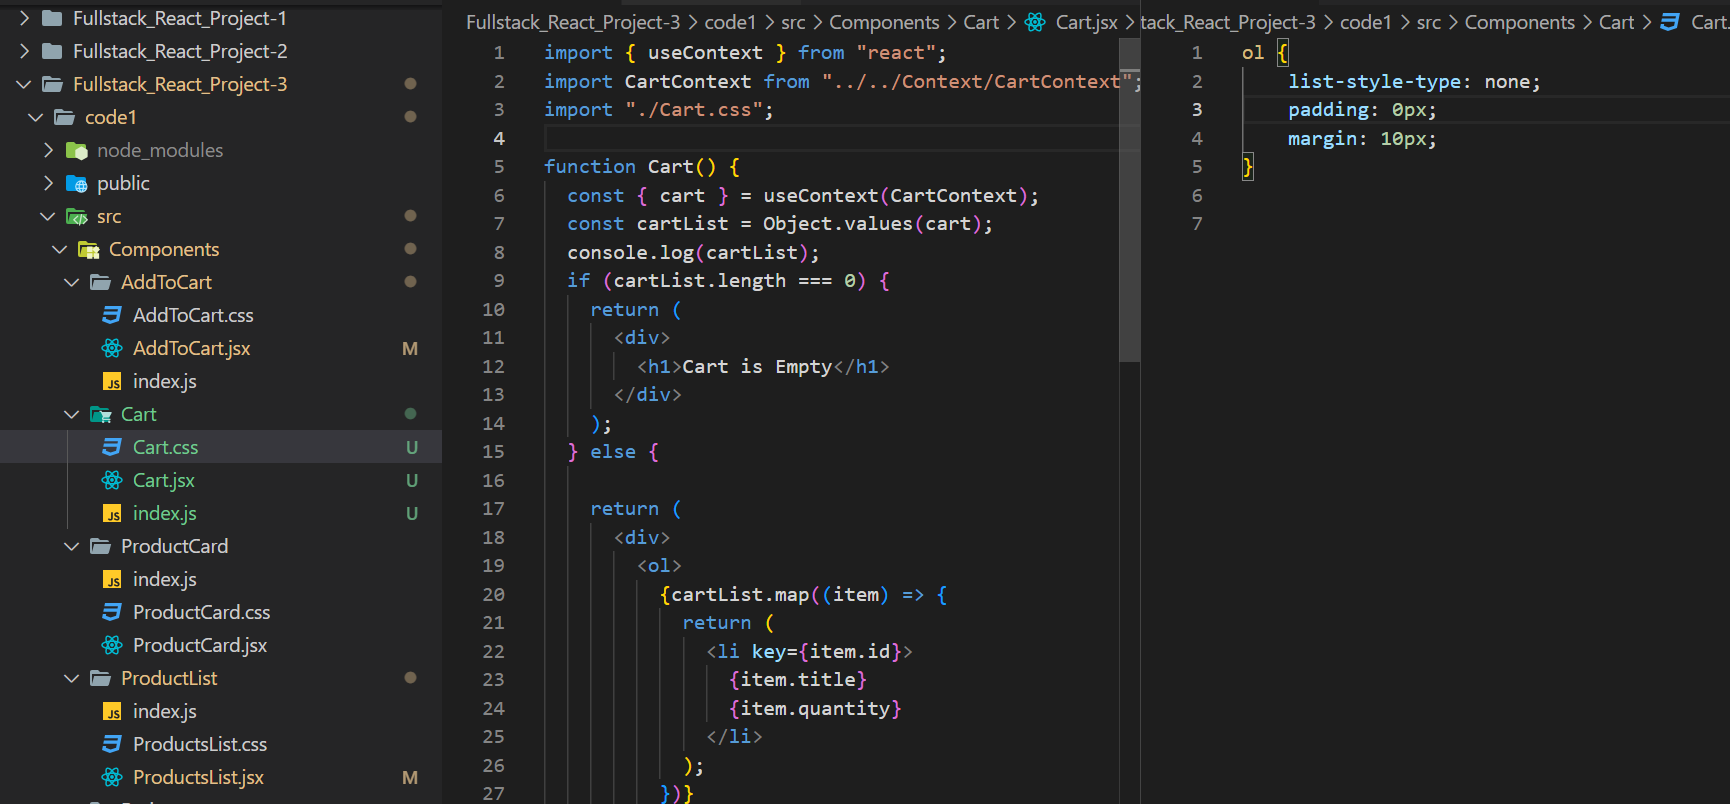 Fullstack_React_Project-1
Fullstack_React_Project-2
Fullstack_React_Project-3
code1
node_modules
public
src
Components
AddToCart
AddToCart.css
AddToCart.jsx M
index.js
Cart
Cart.css U
Cart.jsx U
index.js U
ProductCard
index.js
ProductCard.css
ProductCard.jsx
ProductList
index.js
ProductsList.css
ProductsList.jsx M
Fullstack_React_Project-3 > code1 > src > Components > Cart > Cart.jsx >
1 import { useContext } from "react";
2 import CartContext from "../../Context/CartContext";
3 import "./Cart.css";
4
5 function Cart() {
6 const { cart } = useContext(CartContext);
7 const cartList = Object.values(cart);
8 console.log(cartList);
9 if (cartList.length === 0) {
10 return (
11 <div>
12 <h1>Cart is Empty</h1>
13 </div>
14 );
15 } else {
16
17 return (
18 <div>
19 <ol>
20 {cartList.map((item) => {
21 return (
22 <li key={item.id}>
23 {item.title}
24 {item.quantity}
25 </li>
26 );
27 })}
tack_React_Project-3 > code1 > src > Components > Cart > Cart.
1 ol {
2 list-style-type: none;
3 padding: 0px;
4 margin: 10px;
5 }
6
7